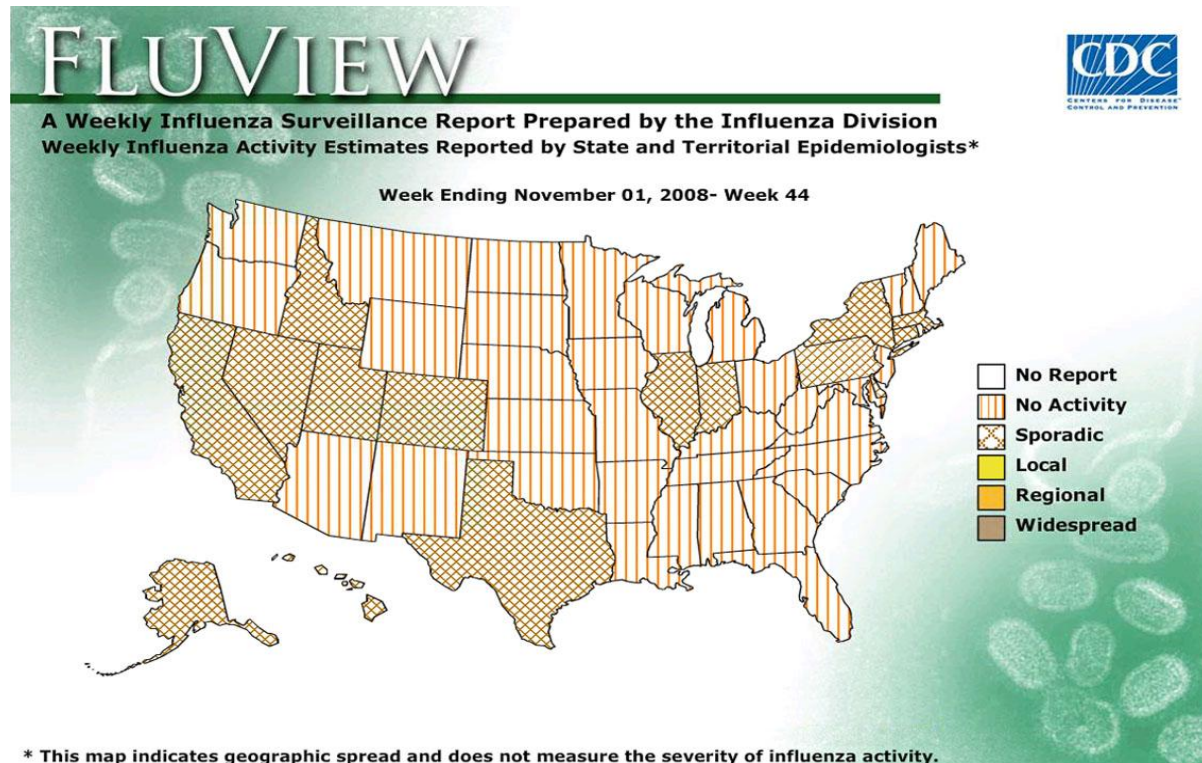 FLUVIEW
CDC
CENTERS FOR DISEASE
CONTROL AND PREVENTION
A Weekly Influenza Surveillance Report Prepared by the Influenza Division
Weekly Influenza Activity Estimates Reported by State and Territorial Epidemiologists*
Week Ending November 01, 2008- Week 44
No Report
No Activity
Sporadic
Local
Regional
Widespread
* This map indicates geographic spread and does not measure the severity of influenza activity.